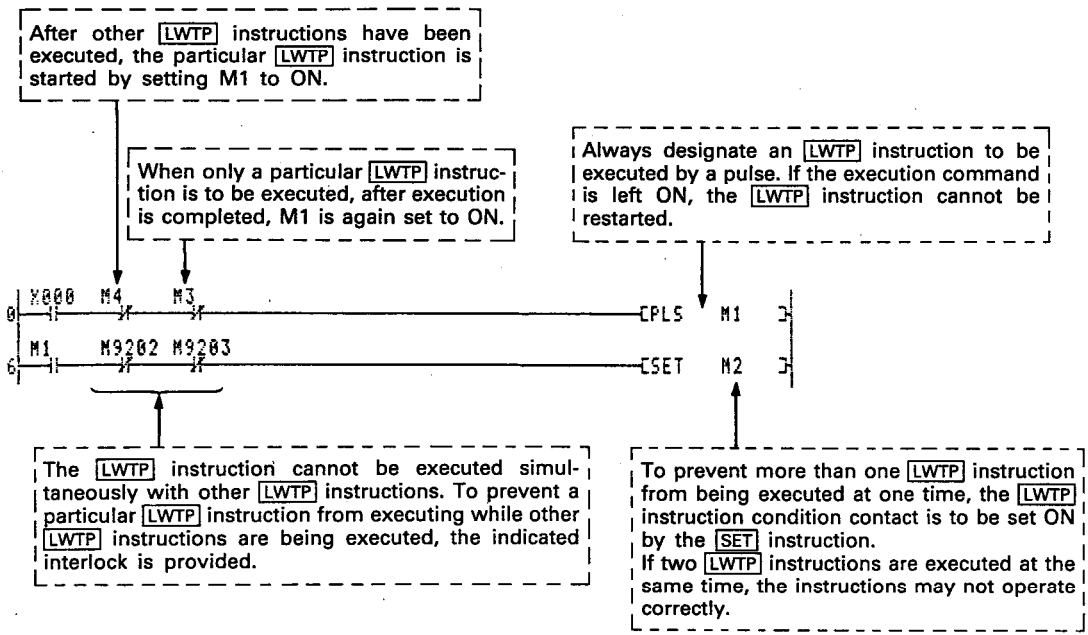 After other LWTP instructions have been
executed, the particular LWTP instruction is
started by setting M1 to ON.
When only a particular LWTP instruc-
tion is to be executed, after execution
is completed, M1 is again set to ON.
Always designate an LWTP instruction to be
executed by a pulse. If the execution command
is left ON, the LWTP instruction cannot be
restarted.
X000 M4 M3
0 [PLS M1 ]
M1 M9202 M9203
6 [SET M2 ]
The LWTP instruction cannot be executed simul-
taneously with other LWTP instructions. To prevent a
particular LWTP instruction from executing while other
LWTP instructions are being executed, the indicated
interlock is provided.
To prevent more than one LWTP instruction
from being executed at one time, the LWTP
instruction condition contact is to be set ON
by the SET instruction.
If two LWTP instructions are executed at the
same time, the instructions may not operate
correctly.